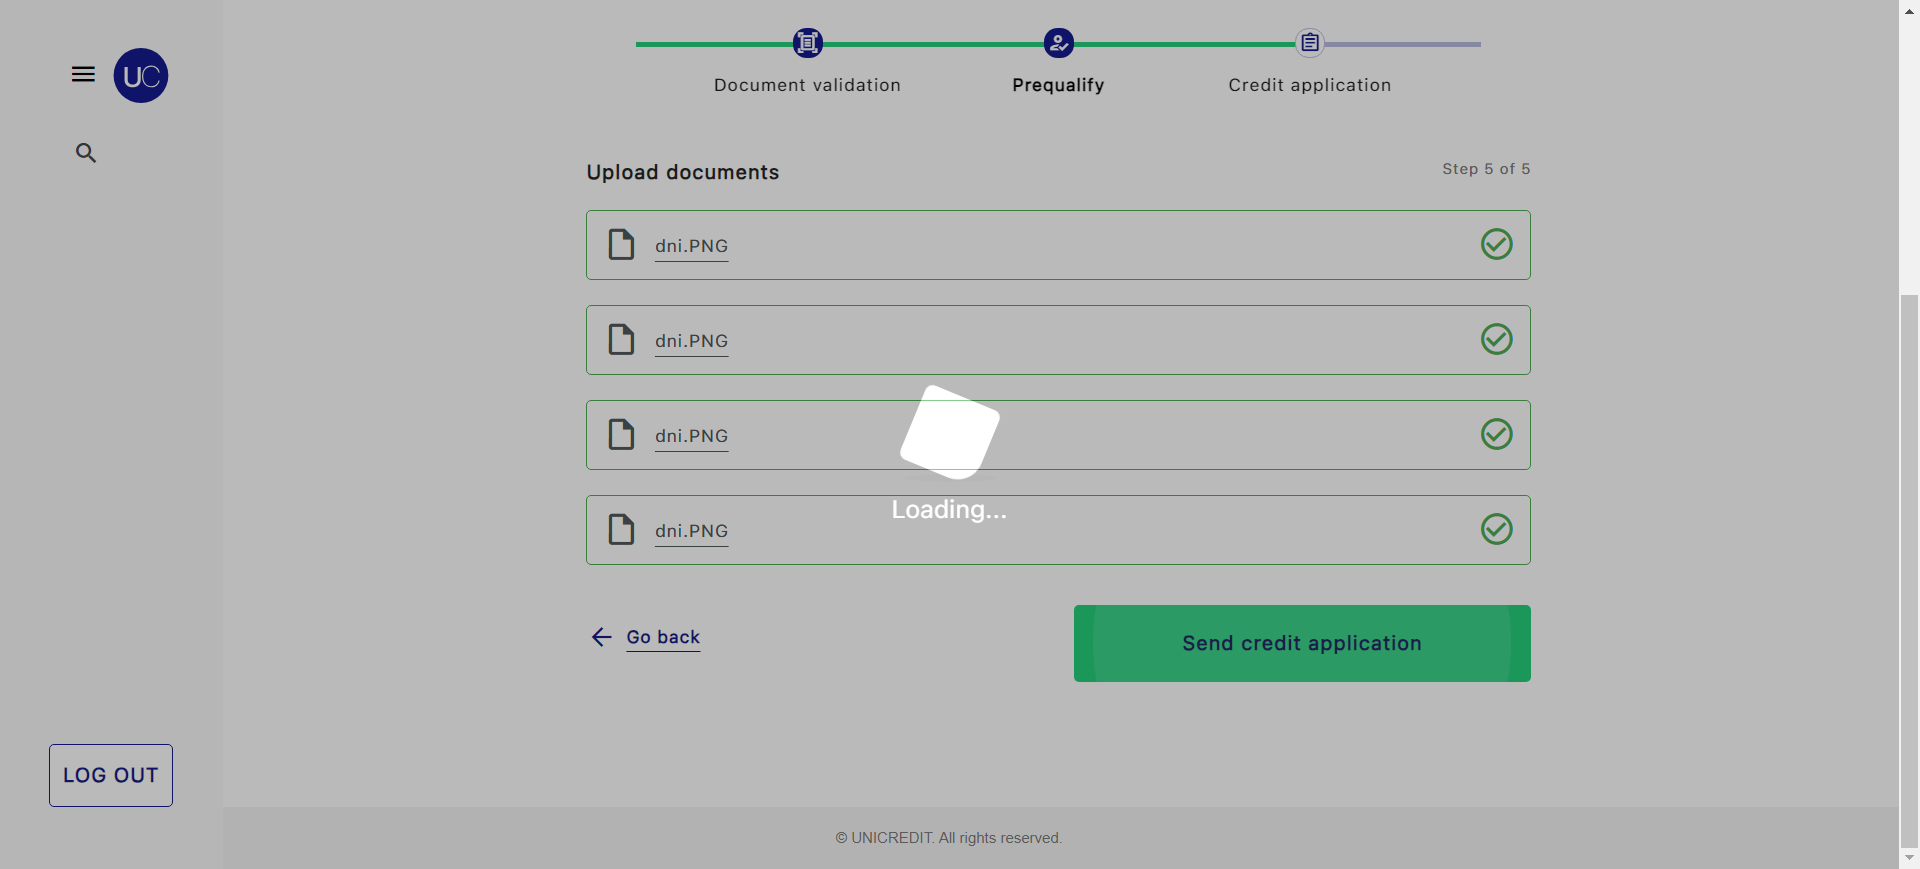 UC
Document validation
Prequalify
Credit application
Upload documents
Step 5 of 5
dni.PNG
dni.PNG
dni.PNG
dni.PNG
Loading...
Go back
Send credit application
LOG OUT
© UNICREDIT. All rights reserved.